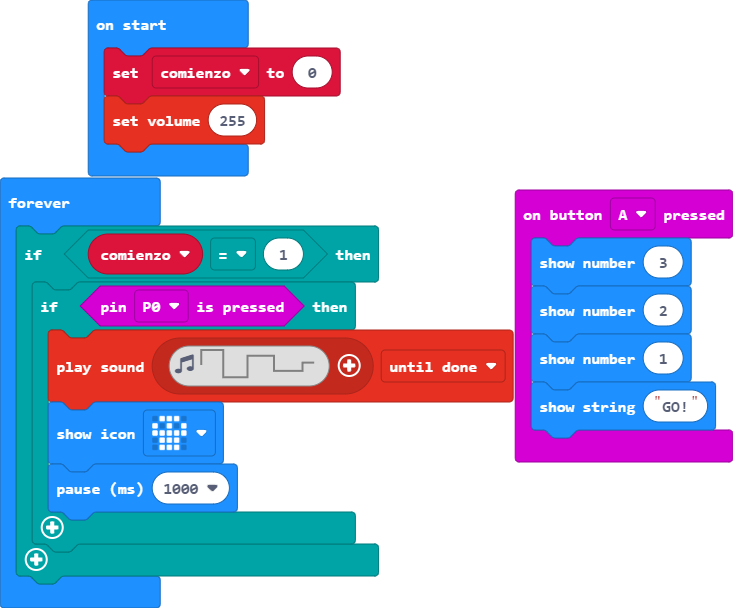 on start
set comienzo to 0
set volume 255
forever
if comienzo = 1 then
if pin P0 is pressed then
play sound until done
show icon
pause (ms) 1000
on button A pressed
show number 3
show number 2
show number 1
show string "GO!"